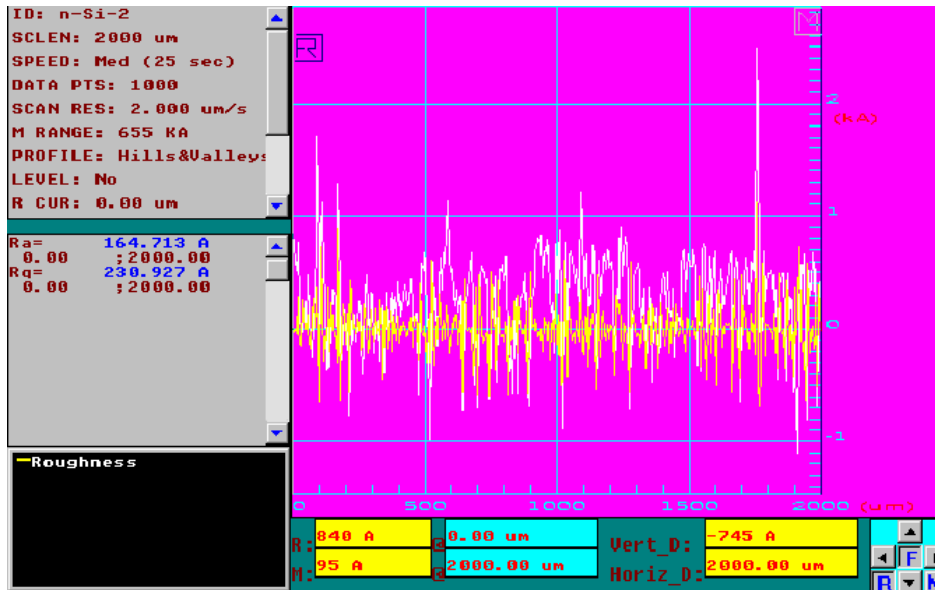 ID: n-Si-2
SCLEN: 2000 um
SPEED: Med (25 sec)
DATA PTS: 1000
SCAN RES: 2.000 um/s
M RANGE: 655 KA
PROFILE: Hills&Valleys
LEVEL: No
R CUR: 0.00 um
Ra= 164.713 A
0.00 ;2000.00
Rq= 230.927 A
0.00 ;2000.00
Roughness
R
M
2
(kA)
1
0
-1
0 500 1000 1500 2000 (um)
R: 840 A @ 0.00 um Vert_D: -745 A
M: 95 A @ 2000.00 um Horiz_D: 2000.00 um
F
R